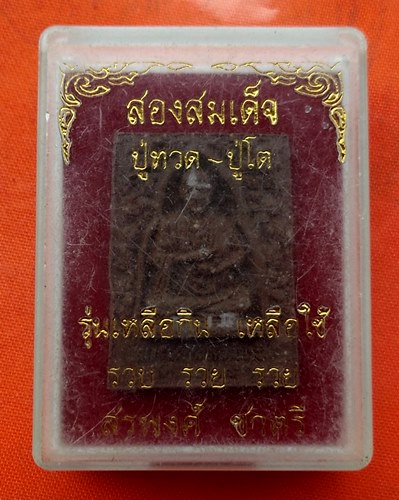 สองสมเด็จ
ปู่ทวด ~ ปู่โต
รุ่นเหลือกิน เหลือใช้
รวย รวย รวย
สรพงศ์ ชาตรี